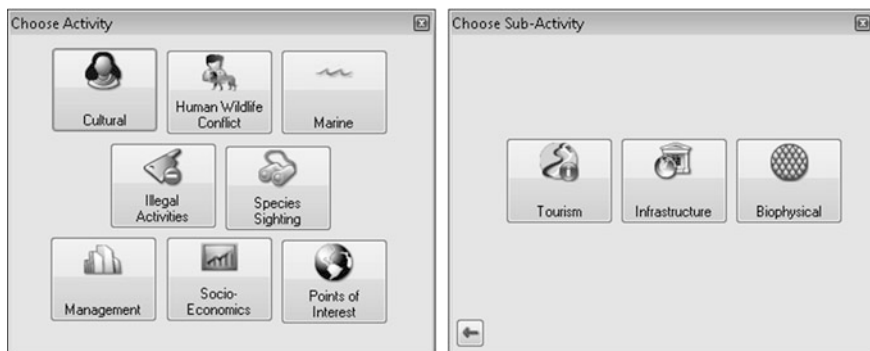 Choose Activity
Cultural
Human Wildlife
Conflict
Marine
Illegal
Activities
Species
Sighting
Management
Socio-
Economics
Points of
Interest
Choose Sub-Activity
Tourism
Infrastructure
Biophysical